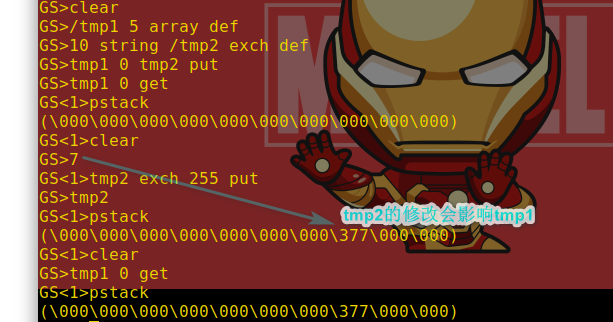 GS>clear
GS>/tmp1 5 array def
GS>10 string /tmp2 exch def
GS>tmp1 0 tmp2 put
GS>tmp1 0 get
GS<1>pstack
(\000\000\000\000\000\000\000\000\000\000)
GS<1>clear
GS>7
GS<1>tmp2 exch 255 put
GS>tmp2
GS<1>pstack
tmp2的修改会影响tmp1
(\000\000\000\000\000\000\000\377\000\000)
GS<1>clear
GS>tmp1 0 get
GS<1>pstack
(\000\000\000\000\000\000\000\377\000\000)